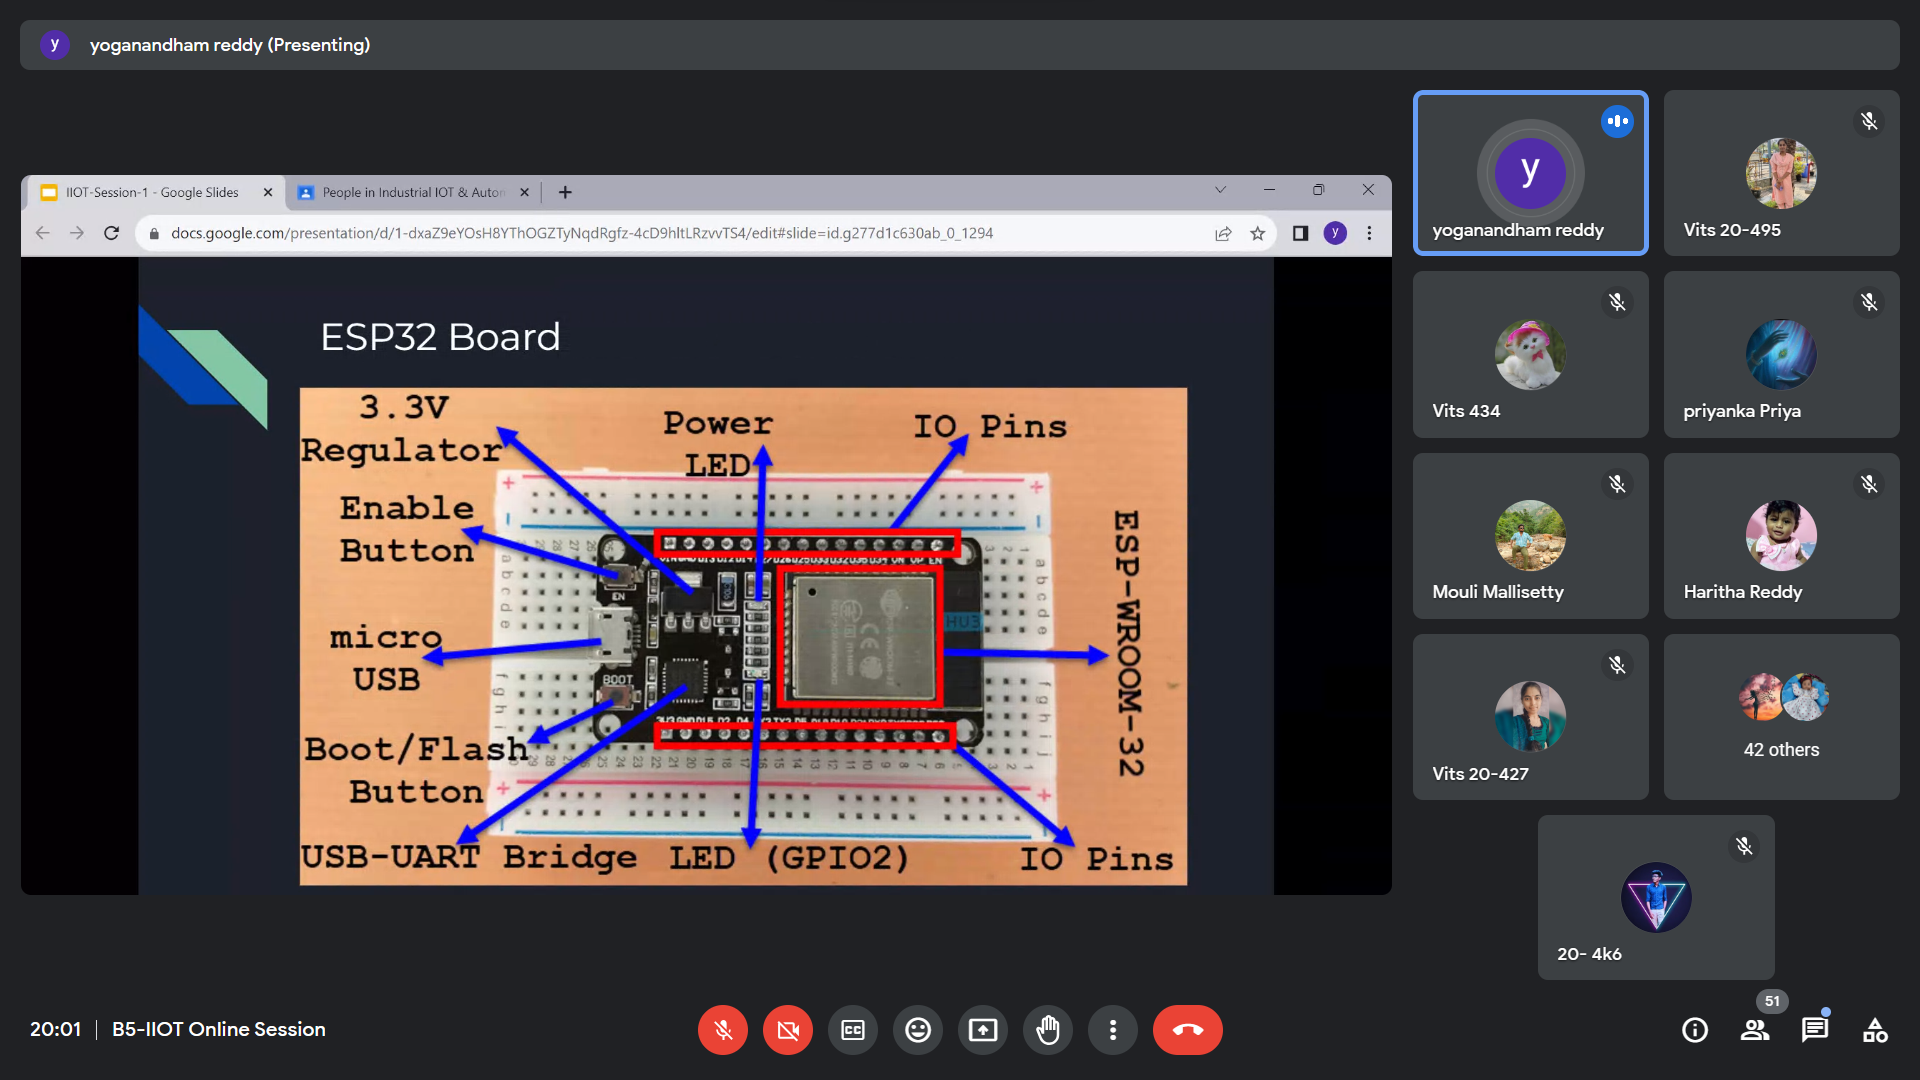 y yoganandham reddy (Presenting)
IIOT-Session-1 - Google Slides
People in Industrial IOT & Auton
docs.google.com/presentation/d/1-dxaZ9eYOsH8YThOGZTyNqdRgfz-4cD9hltLRzvvTS4/edit#slide=id.g277d1c630ab_0_1294
y
ESP32 Board
3.3V
Regulator
Power
LED
IO Pins
Enable
Button
micro
USB
Boot/Flash
Button
USB-UART Bridge
LED (GPIO2)
IO Pins
ESP-WROOM-32
EN
BOOT
HU3
y
yoganandham reddy
Vits 20-495
Vits 434
priyanka Priya
Mouli Mallisetty
Haritha Reddy
Vits 20-427
42 others
20- 4k6
20:01 | B5-IIOT Online Session
CC
51